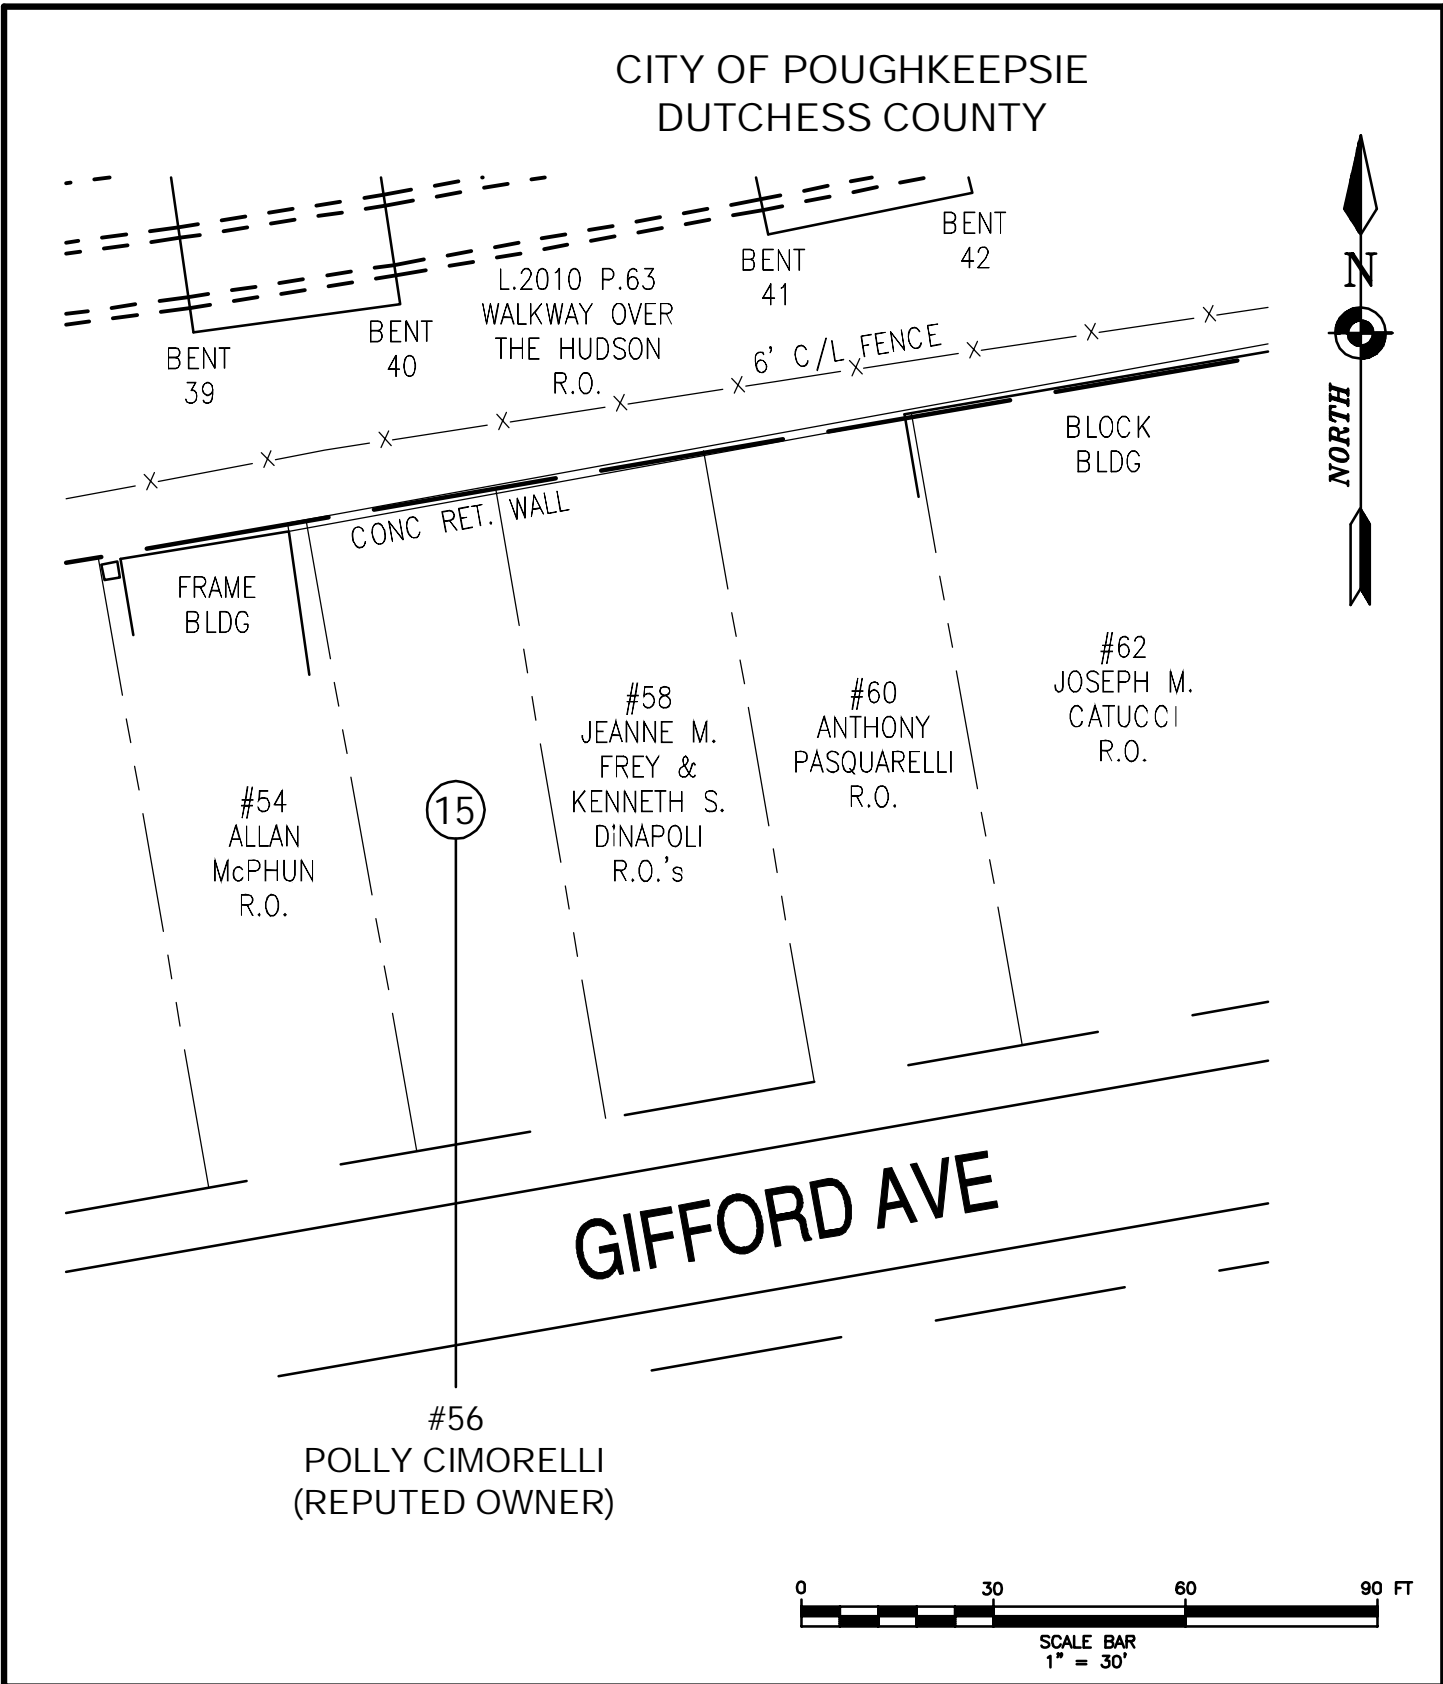 CITY OF POUGHKEEPSIE
DUTCHESS COUNTY
BENT
39
BENT
40
L.2010 P.63
WALKWAY OVER
THE HUDSON
R.O.
BENT
41
BENT
42
6' C/L FENCE
N
NORTH
CONC RET. WALL
BLOCK
BLDG
FRAME
BLDG
#54
ALLAN
McPHUN
R.O.
15
#58
JEANNE M.
FREY &
KENNETH S.
DiNAPOLI
R.O.'s
#60
ANTHONY
PASQUARELLI
R.O.
#62
JOSEPH M.
CATUCCI
R.O.
GIFFORD AVE
#56
POLLY CIMORELLI
(REPUTED OWNER)
0 30 60 90 FT
SCALE BAR
1" = 30'